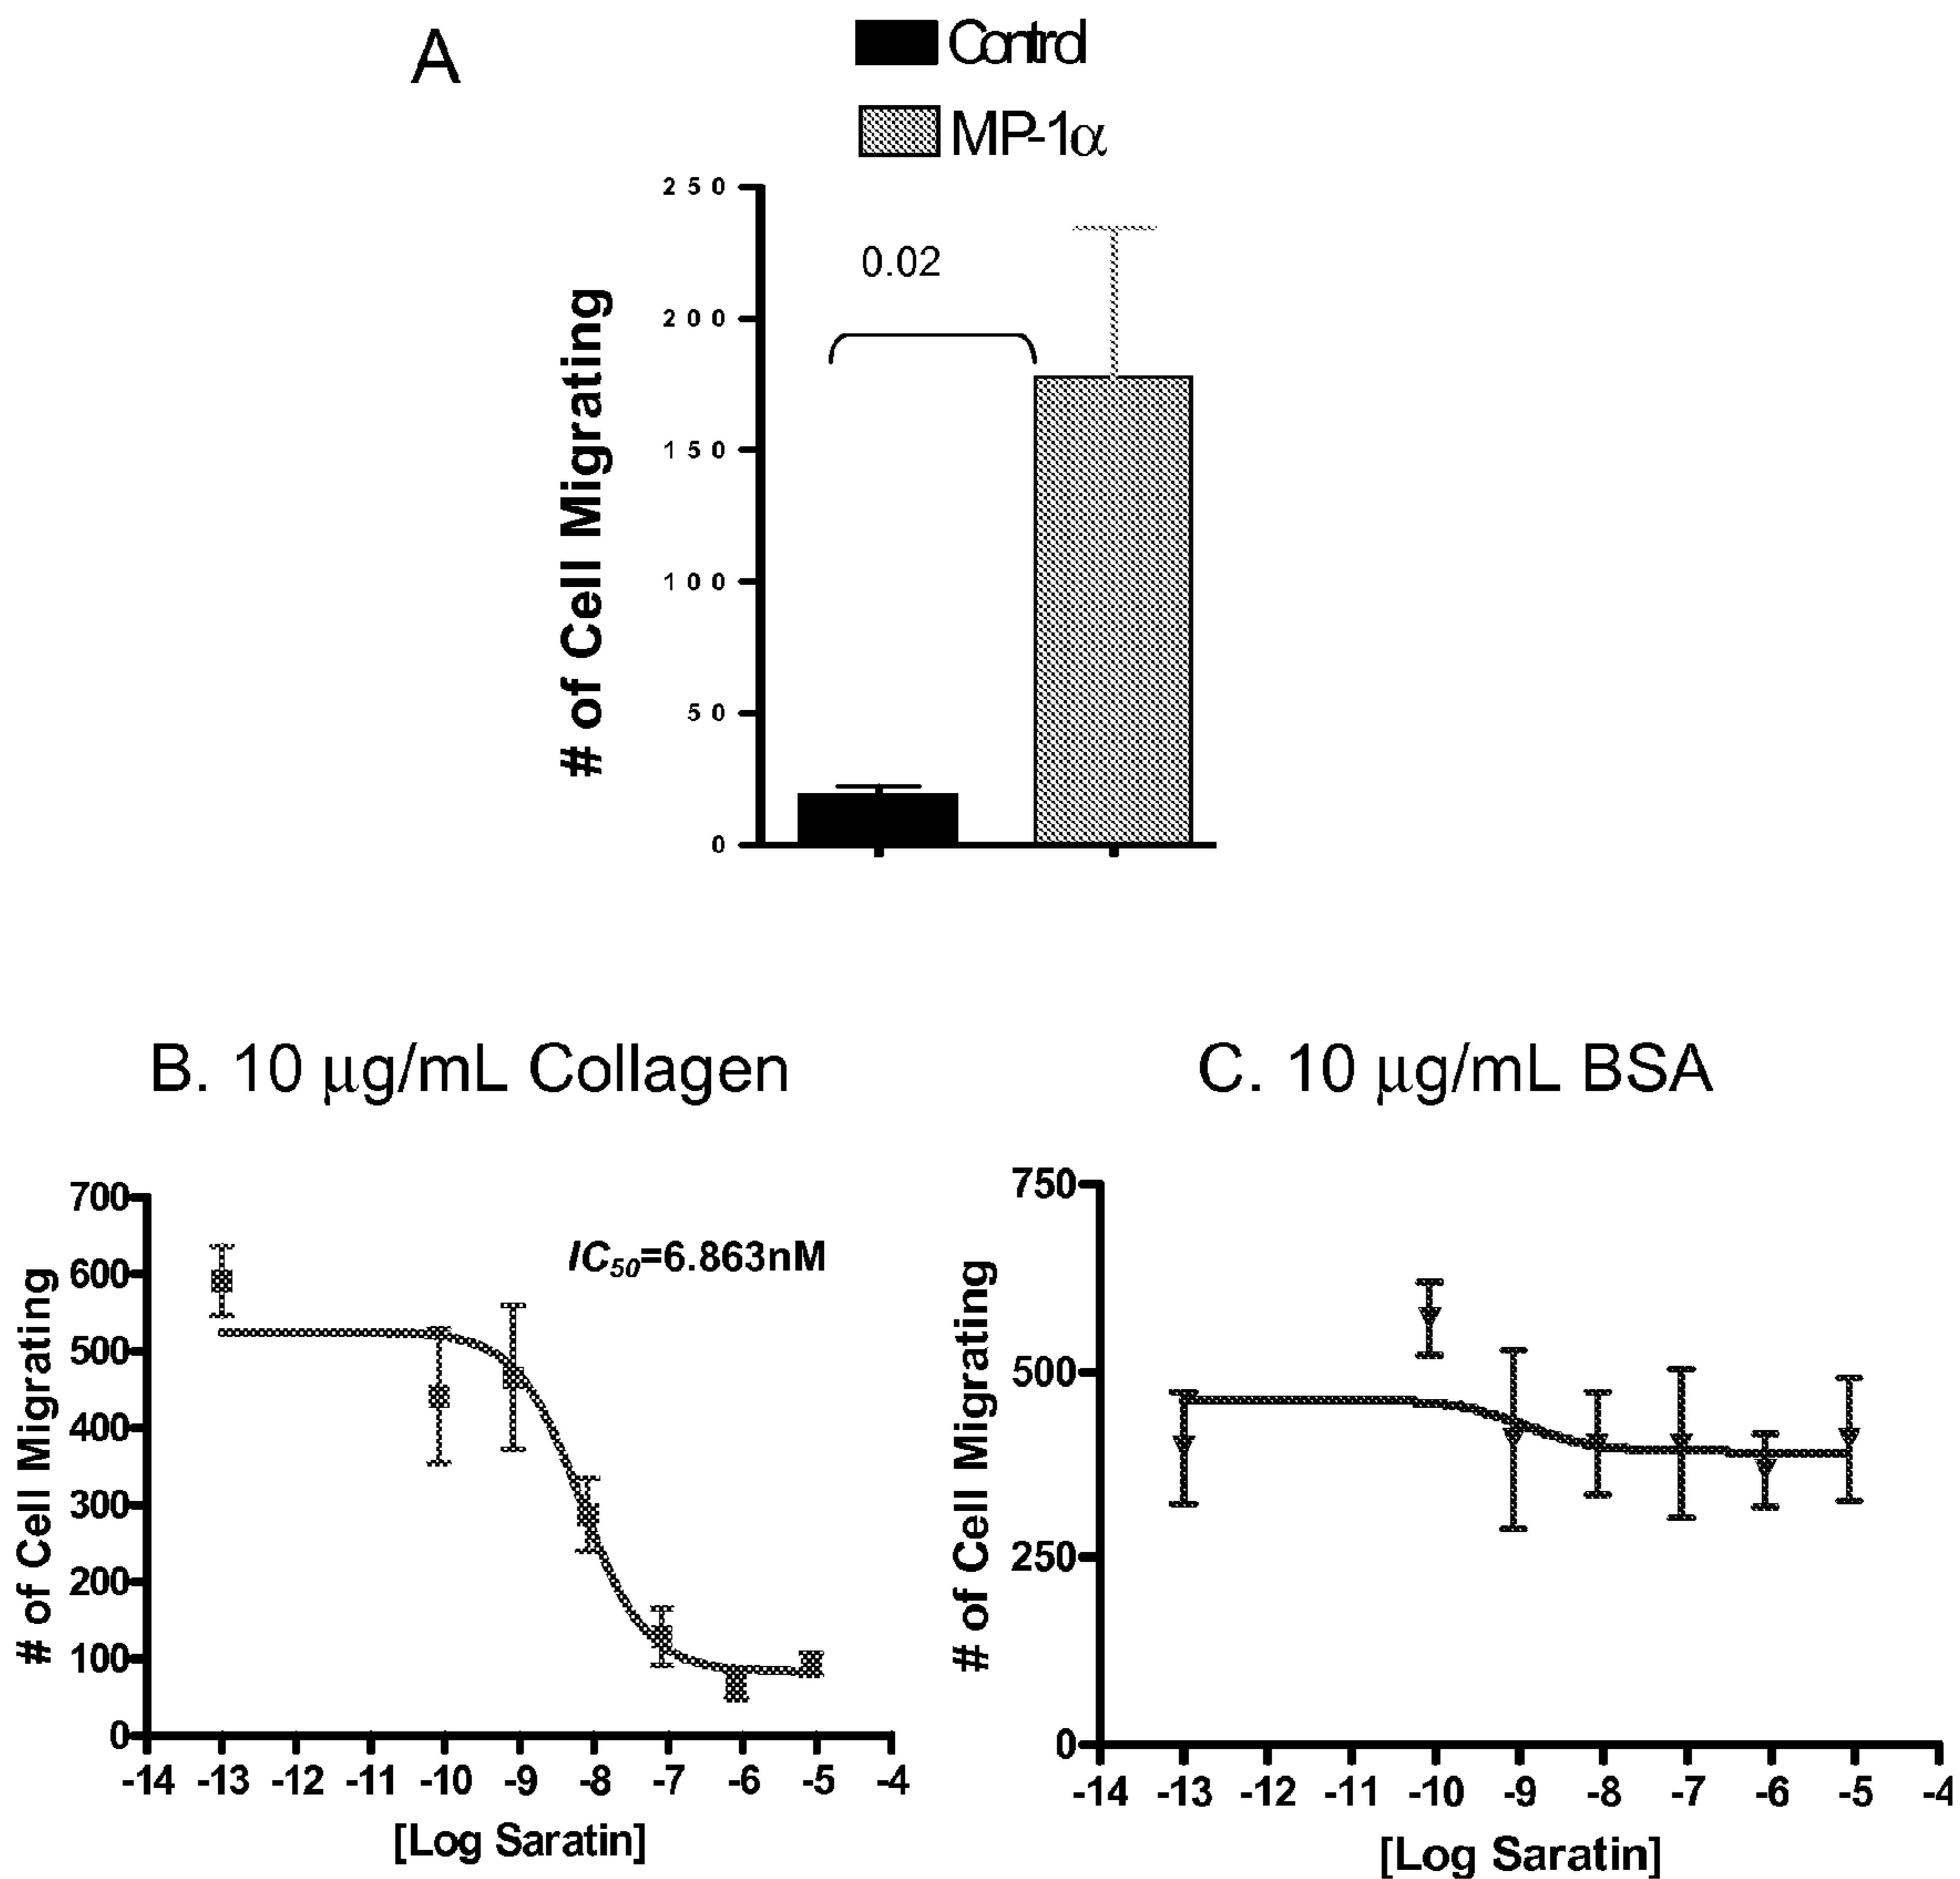 A
Control
MP-1α
250
200
150
100
50
0
0.02
# of Cell Migrating
B. 10 μg/mL Collagen
700
600
500
400
300
200
100
0
IC50=6.863nM
# of Cell Migrating
-14 -13 -12 -11 -10 -9 -8 -7 -6 -5 -4
[Log Saratin]
C. 10 μg/mL BSA
750
500
250
0
# of Cell Migrating
-14 -13 -12 -11 -10 -9 -8 -7 -6 -5 -4
[Log Saratin]